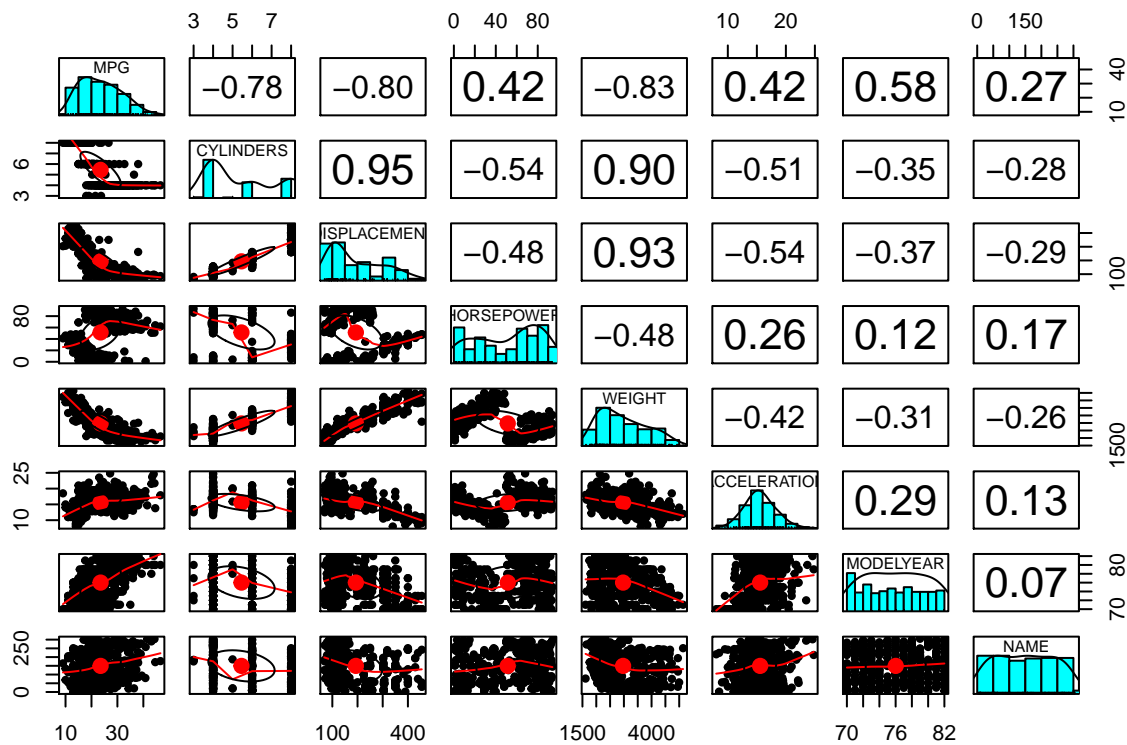 3 5 7 0 40 80 10 20 0 150
MPG −0.78 −0.80 0.42 −0.83 0.42 0.58 0.27 10 40
3 6 CYLINDERS 0.95 −0.54 0.90 −0.51 −0.35 −0.28
ISPLACEMEN −0.48 0.93 −0.54 −0.37 −0.29 100
0 80 HORSEPOWER −0.48 0.26 0.12 0.17
WEIGHT −0.42 −0.31 −0.26 1500
10 25 CCELERATIO 0.29 0.13
MODELYEAR 0.07 70 80
0 250 NAME
10 30 100 400 1500 4000 70 76 82